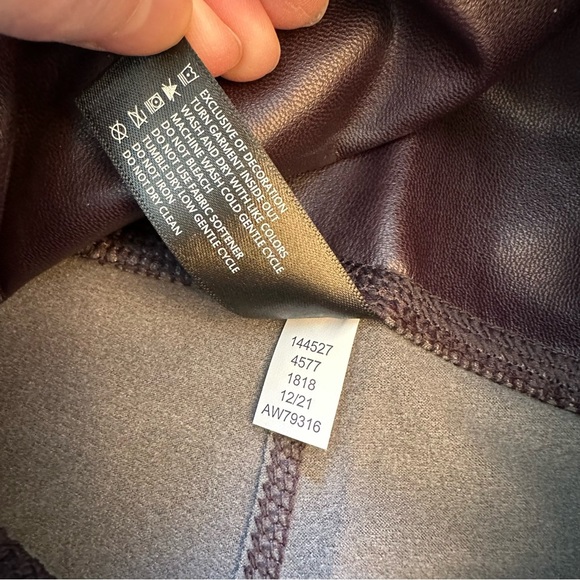 EXCLUSIVE OF DECORATION
TURN GARMENT INSIDE OUT
WASH AND DRY WITH LIKE COLORS
MACHINE WASH COLD GENTLE CYCLE
DO NOT BLEACH
DO NOT USE FABRIC SOFTENER
TUMBLE DRY LOW GENTLE CYCLE
DO NOT IRON
DO NOT DRY CLEAN
144527
4577
1818
12/21
AW79316